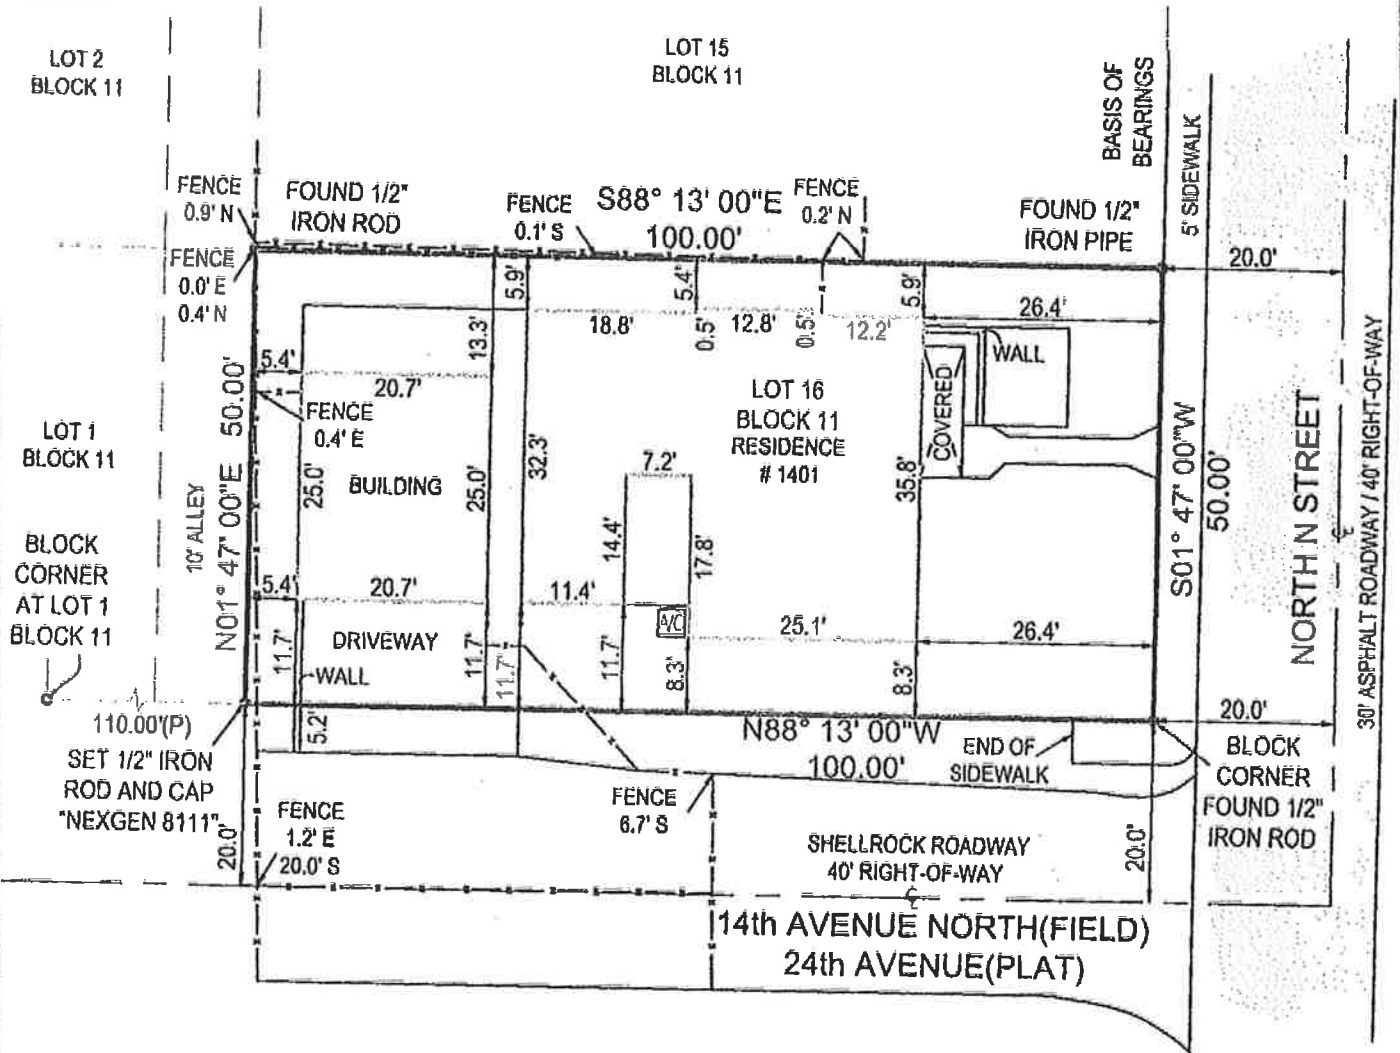 LOT 2
BLOCK 11
LOT 15
BLOCK 11
BASIS OF
BEARINGS
5' SIDEWALK
FENCE
0.9' N
FOUND 1/2"
IRON ROD
FENCE
0.1' S
S88° 13' 00"E
100.00'
FENCE
0.2' N
FOUND 1/2"
IRON PIPE
20.0'
FENCE
0.0' E
0.4' N
5.9'
5.4'
5.9'
26.4'
18.8'
0.5'
12.8'
0.5'
12.2'
13.3'
WALL
5.4'
20.7'
COVERED
LOT 16
BLOCK 11
RESIDENCE
# 1401
FENCE
0.4' E
LOT 1
BLOCK 11
10' ALLEY
N01° 47' 00"E 50.00'
25.0'
BUILDING
25.0'
32.3'
7.2'
14.4'
17.8'
35.8'
S01° 47' 00"W
50.00'
NORTH N STREET
30' ASPHALT ROADWAY / 40' RIGHT-OF-WAY
BLOCK
CORNER
AT LOT 1
BLOCK 11
5.4'
20.7'
11.4'
A/C
25.1'
26.4'
11.7'
DRIVEWAY
WALL
11.7'
11.7'
11.7'
8.3'
8.3'
110.00'(P)
5.2'
N88° 13' 00"W
100.00'
END OF
SIDEWALK
20.0'
BLOCK
CORNER
FOUND 1/2"
IRON ROD
SET 1/2" IRON
ROD AND CAP
"NEXGEN 8111"
20.0'
FENCE
1.2' E
20.0' S
FENCE
6.7' S
SHELLROCK ROADWAY
40' RIGHT-OF-WAY
20.0'
14th AVENUE NORTH(FIELD)
24th AVENUE(PLAT)